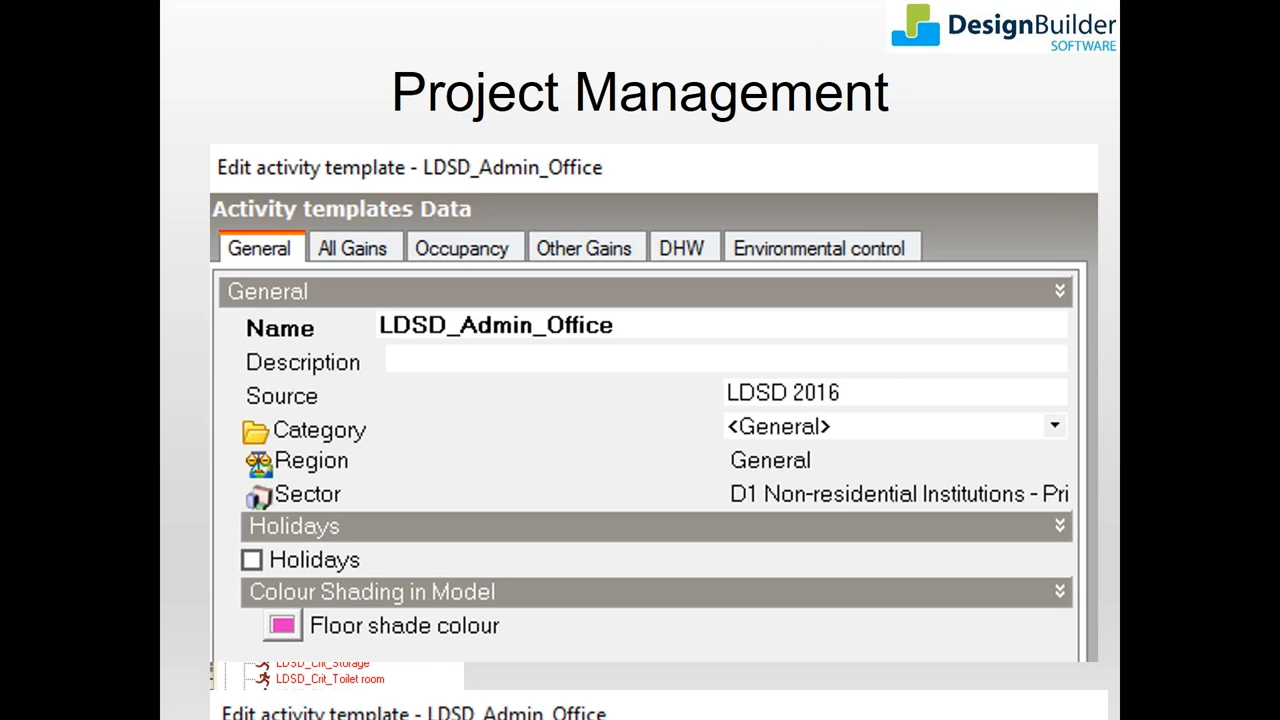 DesignBuilder
SOFTWARE
Project Management
Edit activity template - LDSD_Admin_Office
Activity templates Data
General All Gains Occupancy Other Gains DHW Environmental control
General
Name LDSD_Admin_Office
Description
Source LDSD 2016
Category <General>
Region General
Sector D1 Non-residential Institutions - Pri
Holidays
Holidays
Colour Shading in Model
Floor shade colour
LDSD_Crit_Storage
LDSD_Crit_Toilet room
Edit activity template - LDSD_Admin_Office